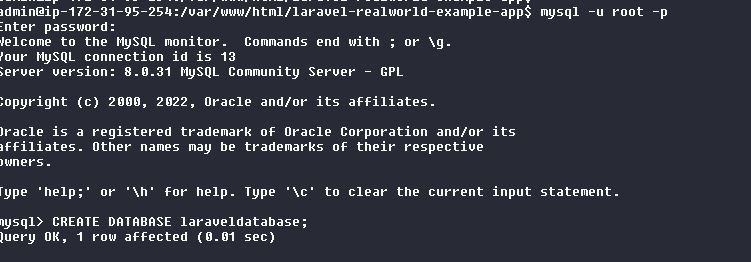 admin@ip-172-31-95-254:/var/www/html/laravel-realworld-example-app$ mysql -u root -p
Enter password:
Welcome to the MySQL monitor.  Commands end with ; or \g.
Your MySQL connection id is 13
Server version: 8.0.31 MySQL Community Server - GPL
Copyright (c) 2000, 2022, Oracle and/or its affiliates.
Oracle is a registered trademark of Oracle Corporation and/or its
affiliates. Other names may be trademarks of their respective
owners.
Type 'help;' or '\h' for help. Type '\c' to clear the current input statement.
mysql> CREATE DATABASE laraveldatabase;
Query OK, 1 row affected (0.01 sec)